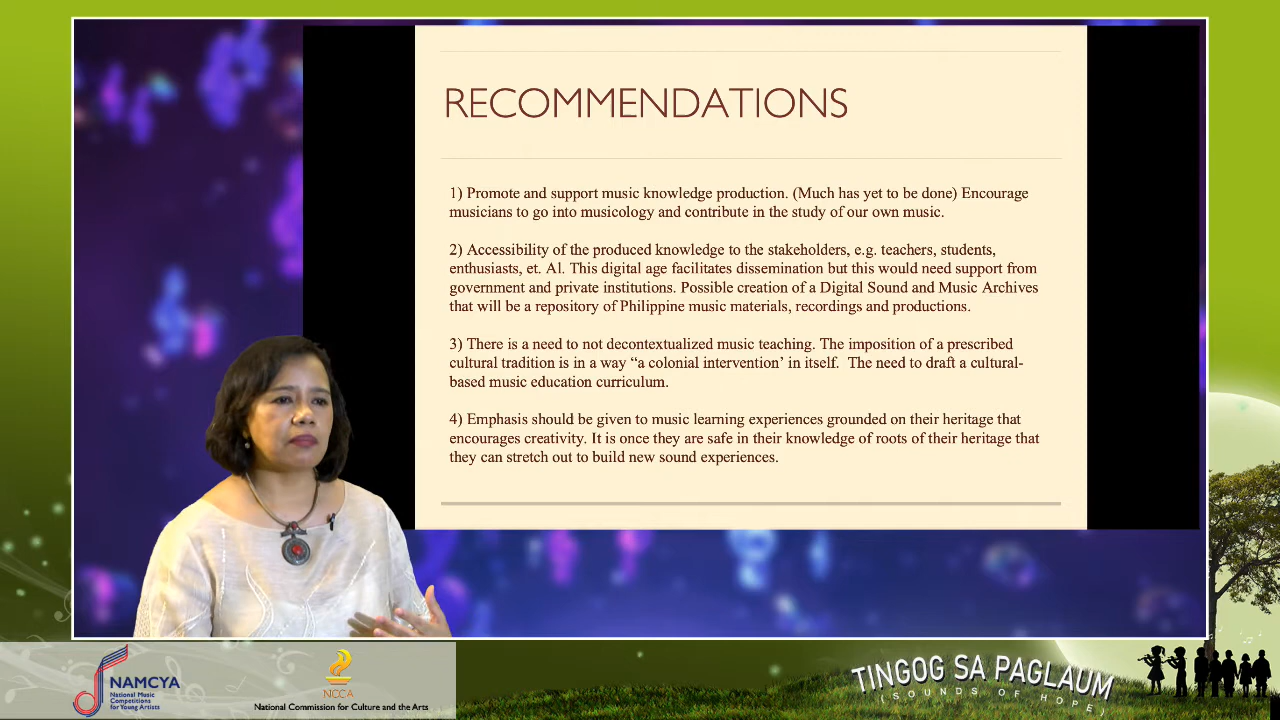 RECOMMENDATIONS
1) Promote and support music knowledge production. (Much has yet to be done) Encourage
musicians to go into musicology and contribute in the study of our own music.
2) Accessibility of the produced knowledge to the stakeholders, e.g. teachers, students,
enthusiasts, et. Al. This digital age facilitates dissemination but this would need support from
government and private institutions. Possible creation of a Digital Sound and Music Archives
that will be a repository of Philippine music materials, recordings and productions.
3) There is a need to not decontextualized music teaching. The imposition of a prescribed
cultural tradition is in a way “a colonial intervention’ in itself.  The need to draft a cultural-
based music education curriculum.
4) Emphasis should be given to music learning experiences grounded on their heritage that
encourages creativity. It is once they are safe in their knowledge of roots of their heritage that
they can stretch out to build new sound experiences.
NAMCYA
National Music
Competitions
for Young Artists
NCCA
National Commission for Culture and the Arts
TINGOG SA PAGLAUM
(SOUNDS OF HOPE)